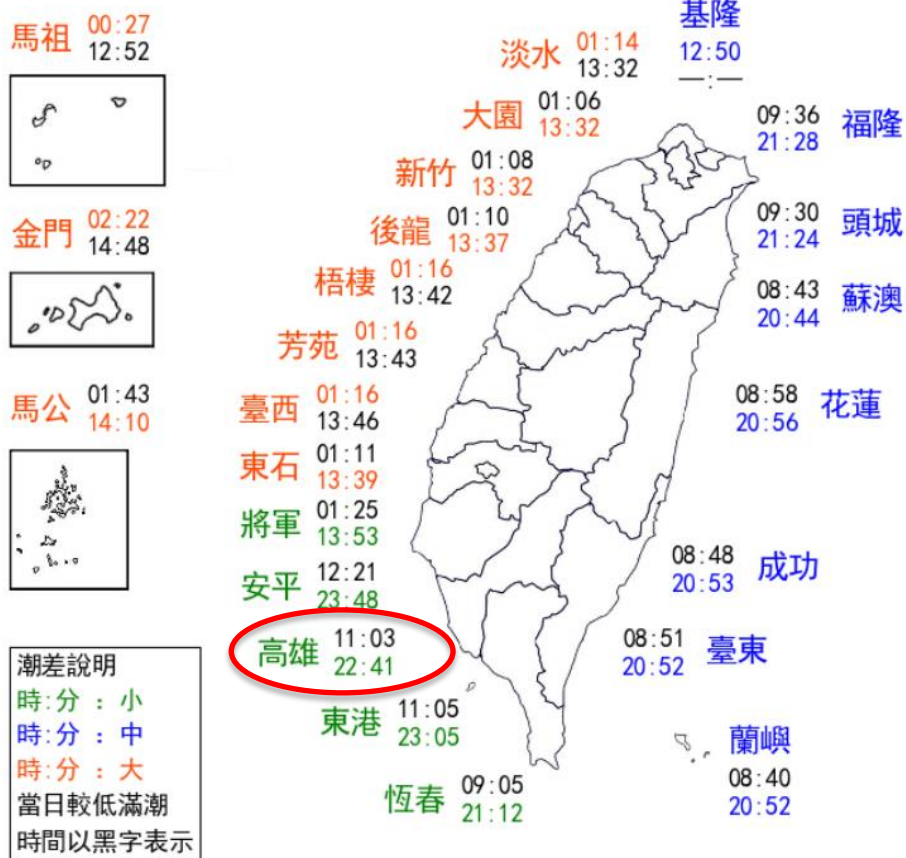 馬祖 00:27
12:52
金門 02:22
14:48
馬公 01:43
14:10
基隆
12:50
—:—
淡水 01:14
13:32
大園 01:06
13:32
新竹 01:08
13:32
後龍 01:10
13:37
梧棲 01:16
13:42
芳苑 01:16
13:43
臺西 01:16
13:46
東石 01:11
13:39
將軍 01:25
13:53
安平 12:21
23:48
高雄 11:03
22:41
東港 11:05
23:05
恆春 09:05
21:12
09:36 福隆
21:28
09:30 頭城
21:24
08:43 蘇澳
20:44
08:58 花蓮
20:56
08:48 成功
20:53
08:51 臺東
20:52
蘭嶼
08:40
20:52
潮差說明
時:分 : 小
時:分 : 中
時:分 : 大
當日較低滿潮
時間以黑字表示